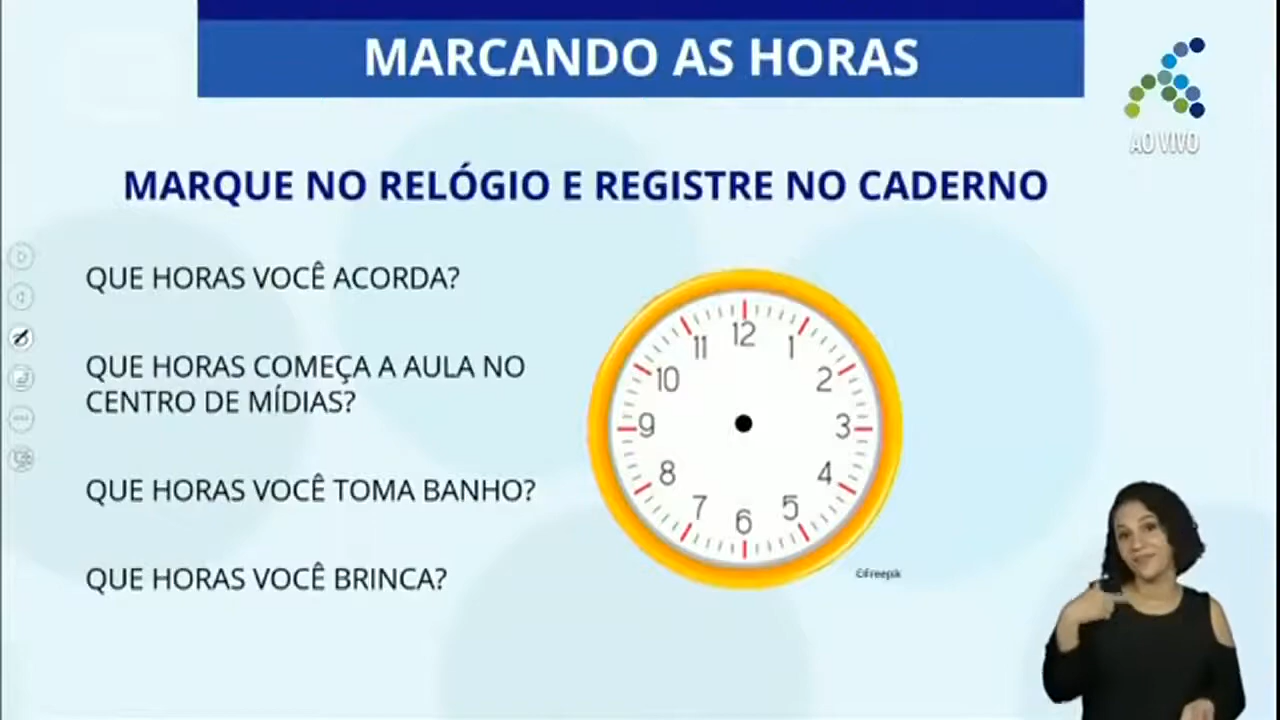 MARCANDO AS HORAS
AO VIVO
MARQUE NO RELÓGIO E REGISTRE NO CADERNO
QUE HORAS VOCÊ ACORDA?
QUE HORAS COMEÇA A AULA NO
CENTRO DE MÍDIAS?
QUE HORAS VOCÊ TOMA BANHO?
QUE HORAS VOCÊ BRINCA?
12
11 1
10 2
9 3
8 4
7 5
6
©Freepik